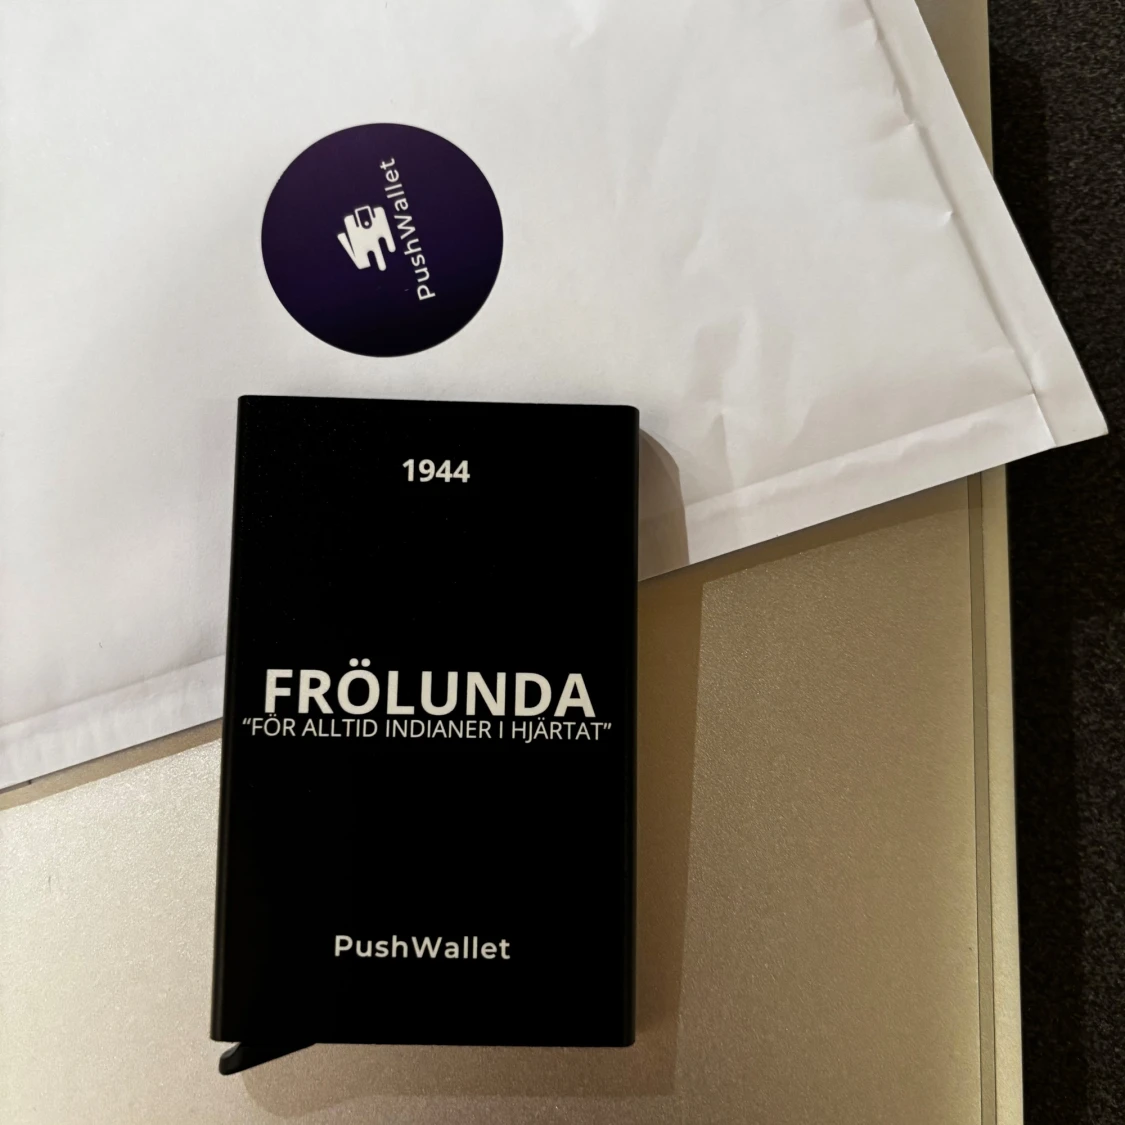 PushWallet
1944
FRÖLUNDA
“FÖR ALLTID INDIANER I HJÄRTAT”
PushWallet